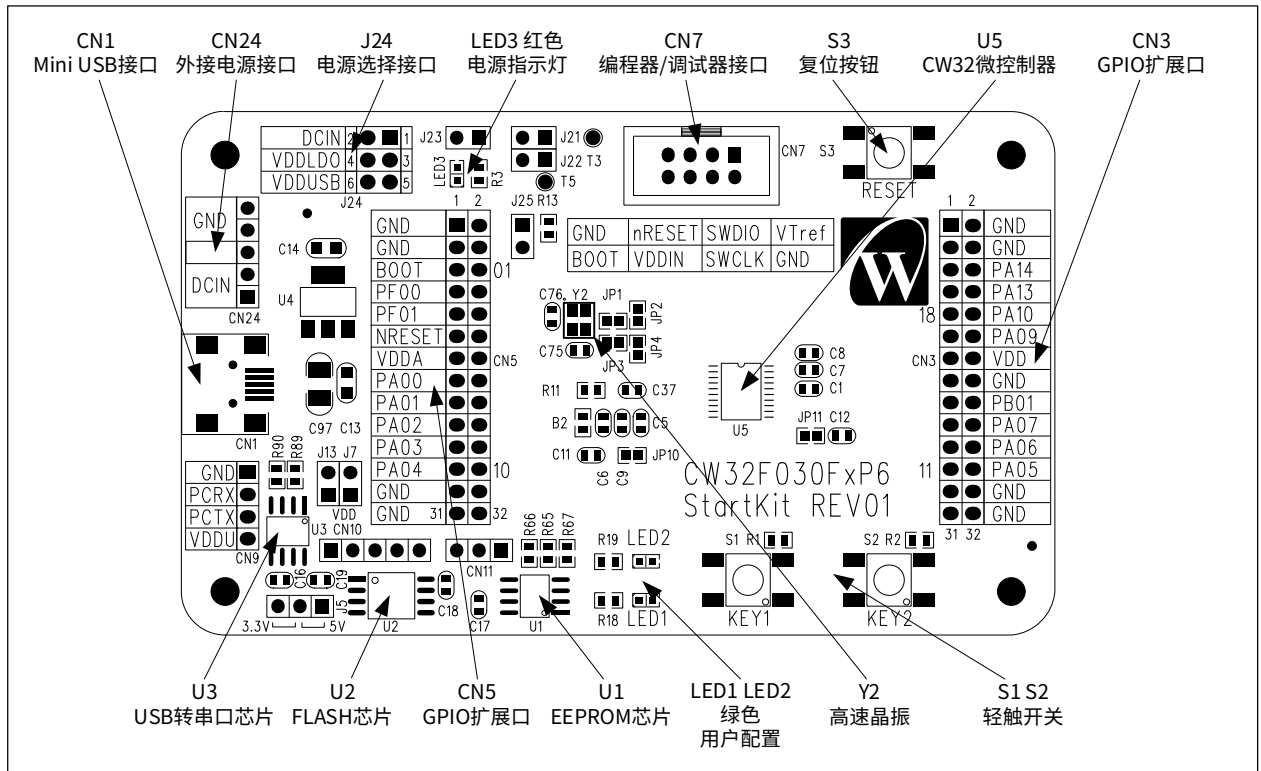 CN1
Mini USB接口
CN24
外接电源接口
J24
电源选择接口
LED3 红色
电源指示灯
CN7
编程器/调试器接口
S3
复位按钮
U5
CW32微控制器
CN3
GPIO扩展口
DCIN 2 1
VDDLDO 4 3
VDDUSB 6 5
J24
J23
LED3
R3
J21
J22 T3
T5
CN7
S3
RESET
GND
DCIN
CN24
C14
U4
1 2
GND
GND
BOOT 01
PF00
PF01
NRESET
VDDA CN5
PA00
PA01
PA02
PA03
PA04 10
GND
GND 31 32
J25 R13
GND nRESET SWDIO VTref
BOOT VDDIN SWCLK GND
W
1 2
GND
GND
PA14
PA13
18 PA10
PA09
CN3 VDD
GND
PB01
PA07
PA06
11 PA05
GND
GND
31 32
C76 Y2 JP1 JP2
C75 JP3 JP4
R11 C37
B2 C5
C11 C6 C9 JP10
U5
C8
C7
C1
JP11 C12
CW32F030FxP6
StartKit REV01
CN1
C97 C13
R90 R89
J13 J7
VDD
GND
PCRX
PCTX
VDDU
CN9
U3 CN10
C16 C19
J5
3.3V 5V
U2
C18
CN11
C17
U1
R66 R65 R67
R19 LED2
R18 LED1
S1 R1
KEY1
S2 R2
KEY2
U3
USB转串口芯片
U2
FLASH芯片
CN5
GPIO扩展口
U1
EEPROM芯片
LED1 LED2
绿色
用户配置
Y2
高速晶振
S1 S2
轻触开关